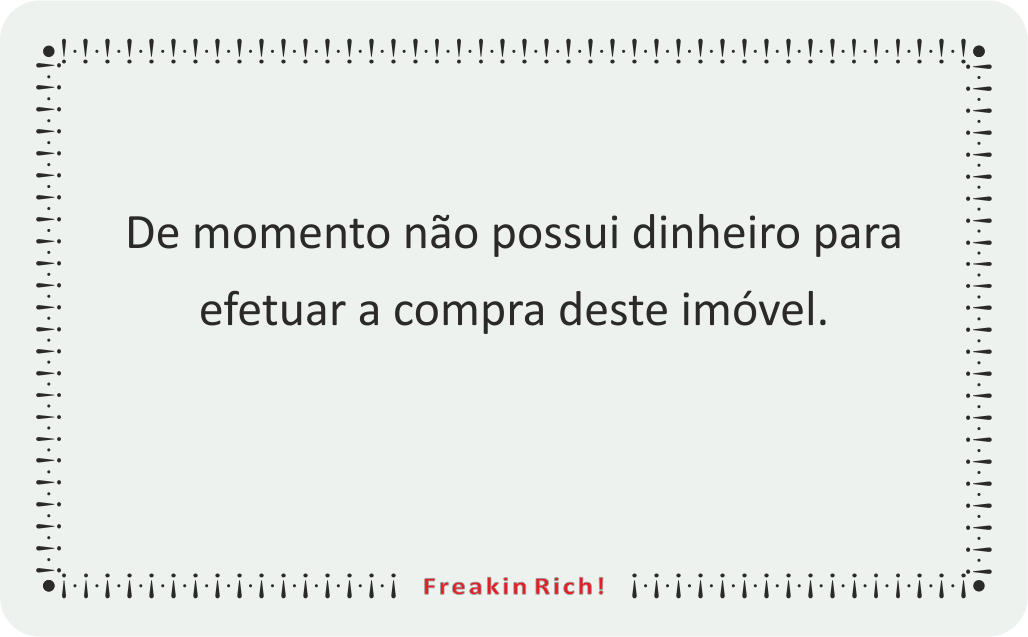 De momento não possui dinheiro para
efetuar a compra deste imóvel.
Freakin Rich!